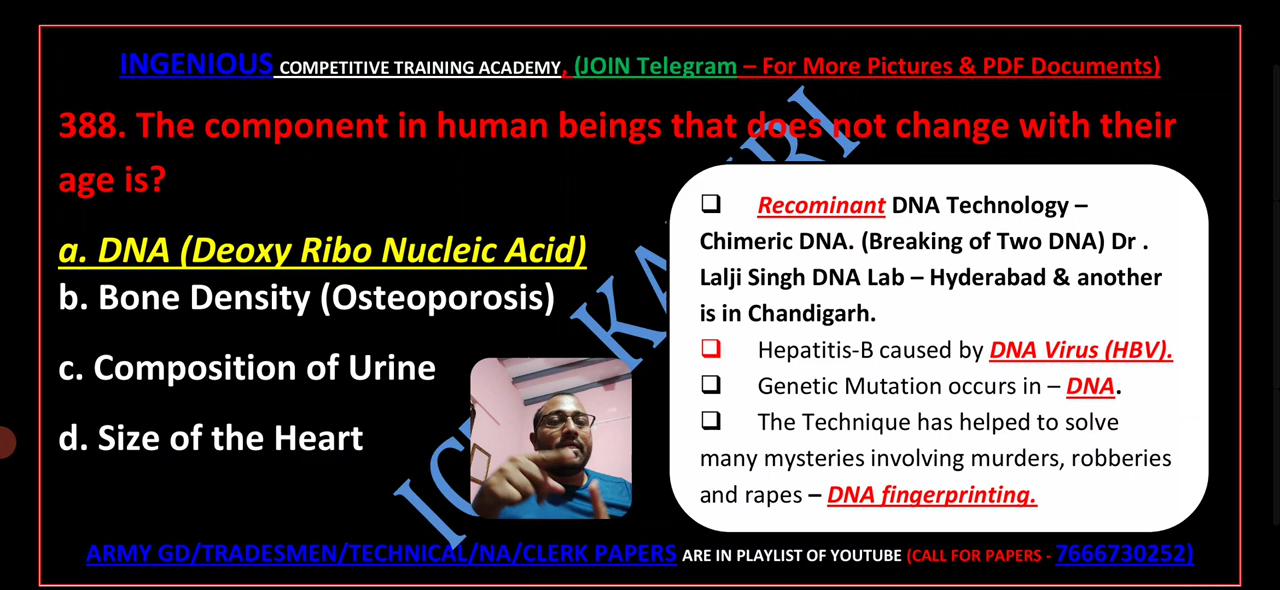 INGENIOUS COMPETITIVE TRAINING ACADEMY, (JOIN Telegram – For More Pictures & PDF Documents)
388. The component in human beings that does not change with their
age is?
a. DNA (Deoxy Ribo Nucleic Acid)
b. Bone Density (Osteoporosis)
c. Composition of Urine
d. Size of the Heart
❑ Recominant DNA Technology –
Chimeric DNA. (Breaking of Two DNA) Dr .
Lalji Singh DNA Lab – Hyderabad & another
is in Chandigarh.
❑ Hepatitis-B caused by DNA Virus (HBV).
❑ Genetic Mutation occurs in – DNA.
❑ The Technique has helped to solve
many mysteries involving murders, robberies
and rapes – DNA fingerprinting.
ARMY GD/TRADESMEN/TECHNICAL/NA/CLERK PAPERS ARE IN PLAYLIST OF YOUTUBE (CALL FOR PAPERS - 7666730252)